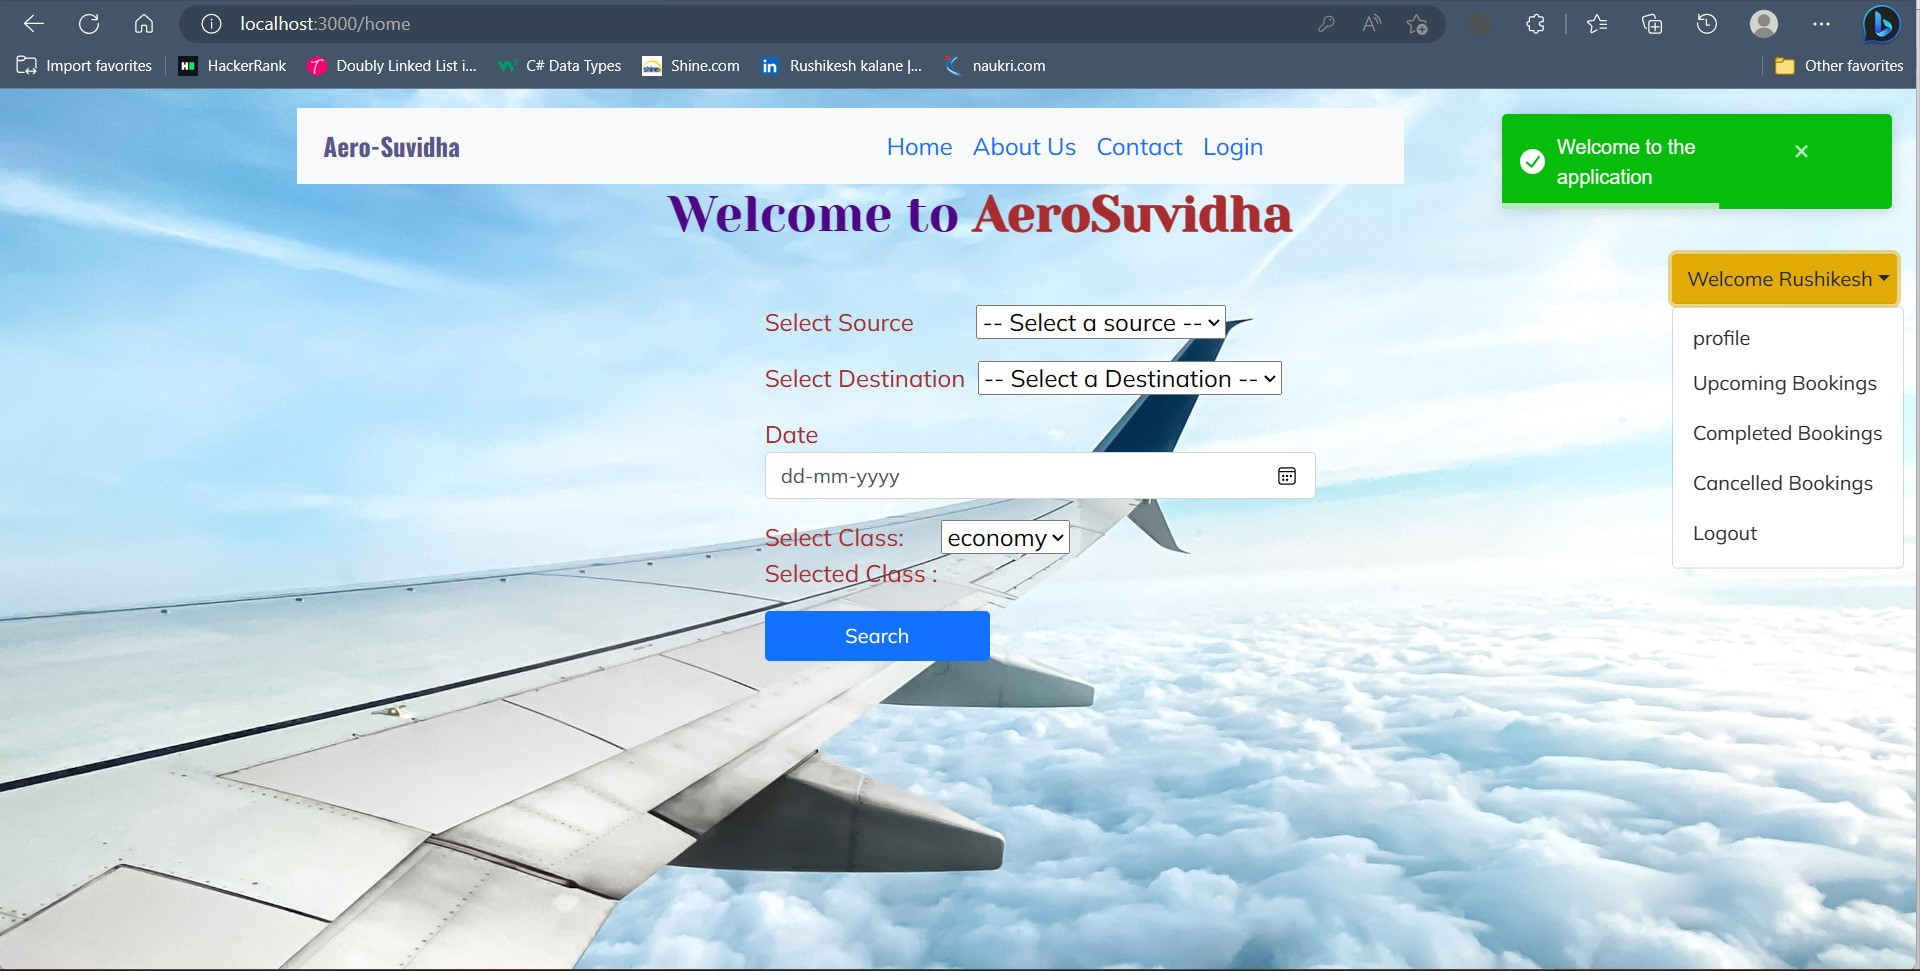 localhost:3000/home
Import favorites HackerRank Doubly Linked List i... C# Data Types Shine.com Rushikesh kalane |... naukri.com Other favorites
Aero-Suvidha Home About Us Contact Login
Welcome to the
application
Welcome to AeroSuvidha
Welcome Rushikesh
Select Source -- Select a source --
profile
Select Destination -- Select a Destination --
Upcoming Bookings
Date
Completed Bookings
dd-mm-yyyy
Cancelled Bookings
Select Class: economy
Logout
Selected Class :
Search